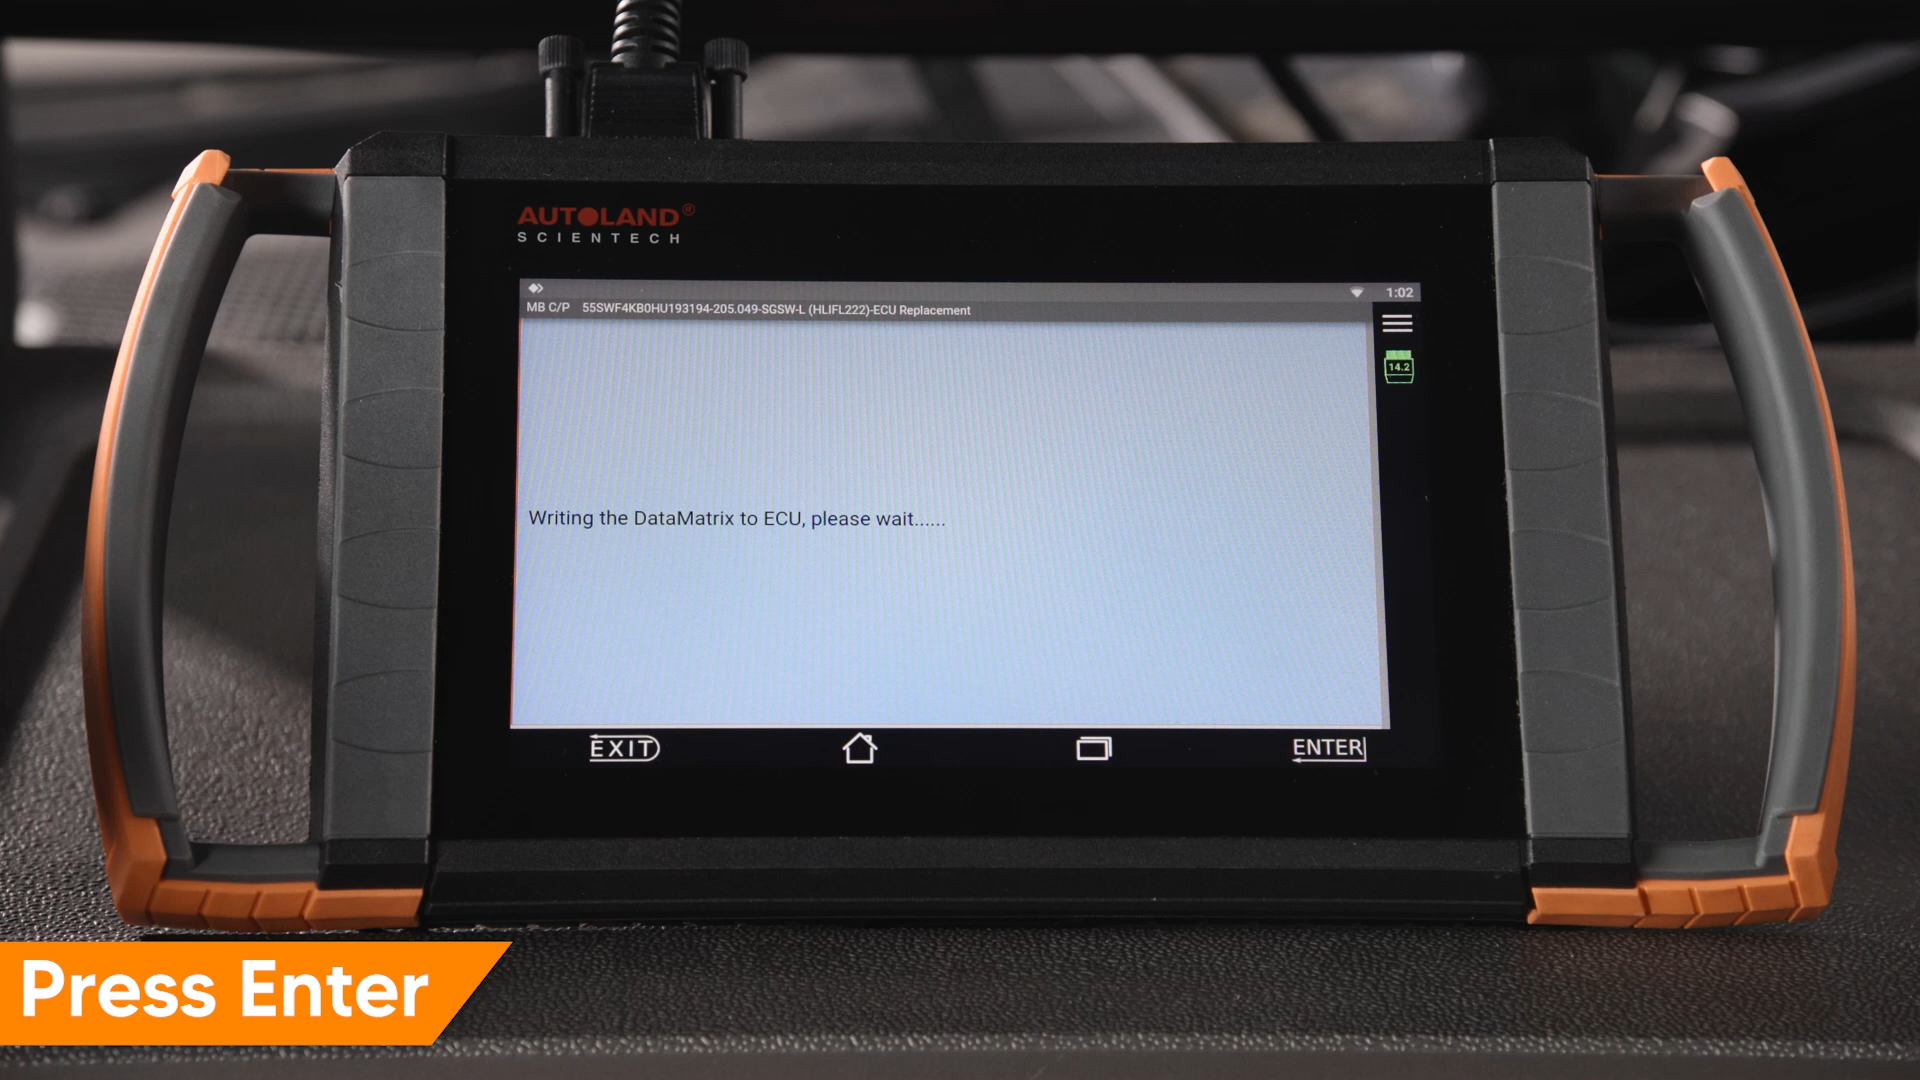 AUTOLAND®
SCIENTECH
1:02
MB C/P 55SWF4KB0HU193194-205.049-SGSW-L (HLIFL222)-ECU Replacement
14.2
Writing the DataMatrix to ECU, please wait......
EXIT
ENTER
Press Enter